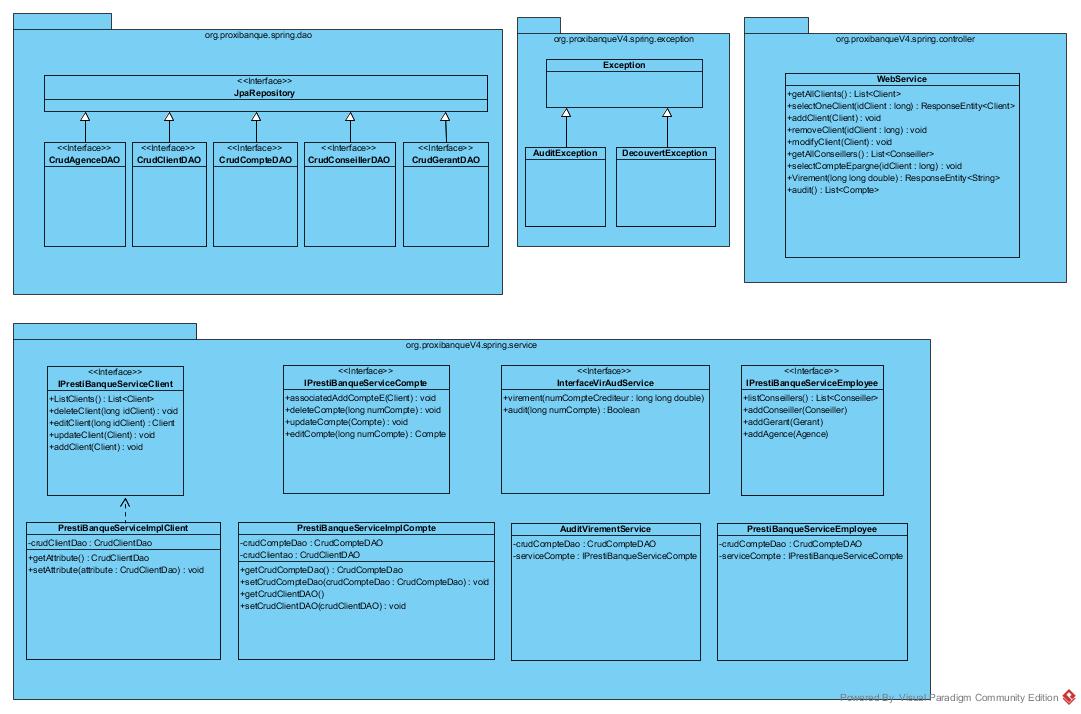 org.proxibanque.spring.dao
<<Interface>>
JpaRepository
<<Interface>>
CrudAgenceDAO
<<Interface>>
CrudClientDAO
<<Interface>>
CrudCompteDAO
<<Interface>>
CrudConseillerDAO
<<Interface>>
CrudGerantDAO
org.proxibanqueV4.spring.exception
Exception
AuditException
DecouvertException
org.proxibanqueV4.spring.controller
WebService
+getAllClients() : List<Client>
+selectOneClient(idClient : long) : ResponseEntity<Client>
+addClient(Client) : void
+removeClient(idClient : long) : void
+modifyClient(Client) : void
+getAllConseillers() : List<Conseiller>
+selectCompteEpargne(idClient : long) : void
+Virement(long long double) : ResponseEntity<String>
+audit() : List<Compte>
org.proxibanqueV4.spring.service
<<Interface>>
IPrestiBanqueServiceClient
+ListClients() : List<Client>
+deleteClient(long idClient) : void
+editClient(long idClient) : Client
+updateClient(Client) : void
+addClient(Client) : void
<<Interface>>
IPrestiBanqueServiceCompte
+associatedAddCompteE(Client) : void
+deleteCompte(long numCompte) : void
+updateCompte(Compte) : void
+editCompte(long numCompte) : Compte
<<Interface>>
InterfaceVirAudService
+virement(numCompteCrediteur : long long double)
+audit(long numCompte) : Boolean
<<Interface>>
IPrestiBanqueServiceEmployee
+listConseillers() : List<Conseiller>
+addConseiller(Conseiller)
+addGerant(Gerant)
+addAgence(Agence)
PrestiBanqueServiceImplClient
-crudClientDao : CrudClientDao
+getAttribute() : CrudClientDao
+setAttribute(attribute : CrudClientDao) : void
PrestiBanqueServiceImplCompte
-crudCompteDao : CrudCompteDAO
-crudClientao : CrudClientDAO
+getCrudCompteDao() : CrudCompteDao
+setCrudCompteDao(crudCompteDao : CrudCompteDao) : void
+getCrudClientDAO()
+setCrudClientDAO(crudClientDAO) : void
AuditVirementService
-crudCompteDao : CrudCompteDAO
-serviceCompte : IPrestiBanqueServiceCompte
PrestiBanqueServiceEmployee
-crudCompteDao : CrudCompteDAO
-serviceCompte : IPrestiBanqueServiceCompte
Powered By Visual Paradigm Community Edition